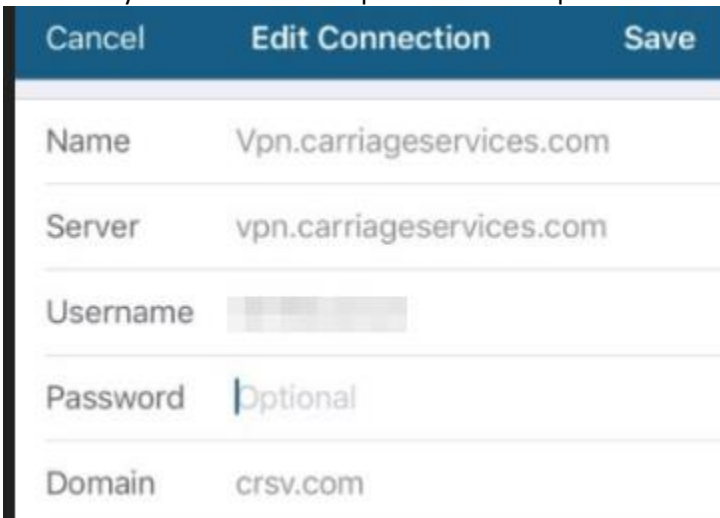 Cancel Edit Connection Save
Name Vpn.carriageservices.com
Server vpn.carriageservices.com
Username
Password Optional
Domain crsv.com